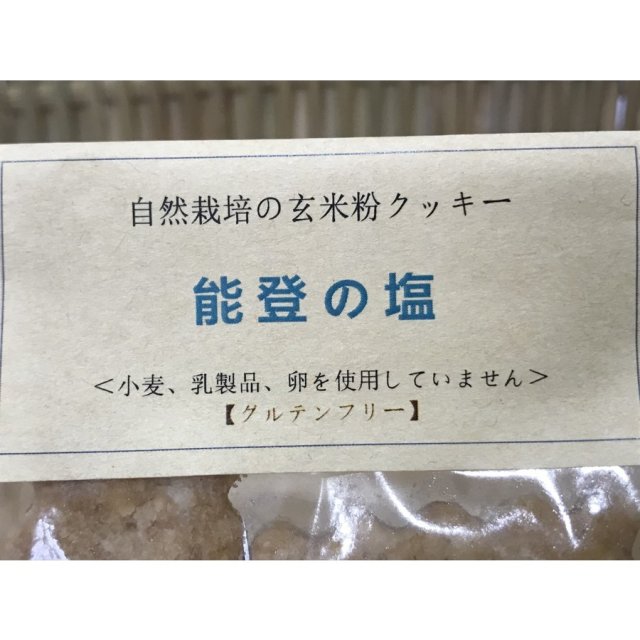 自然栽培の玄米粉クッキー
能登の塩
＜小麦、乳製品、卵を使用していません＞
【グルテンフリー】